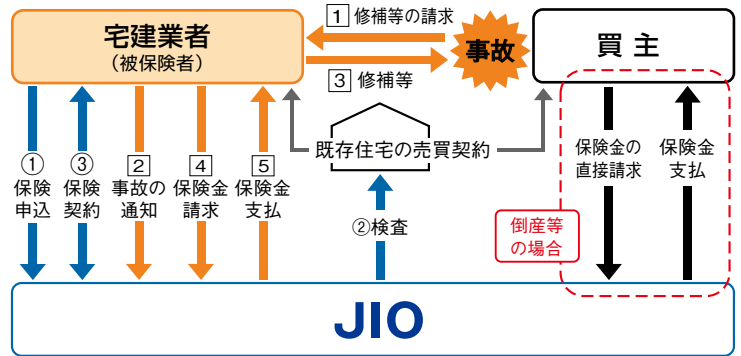 宅建業者
（被保険者）
1 修補等の請求
3 修補等
事故
買主
既存住宅の売買契約
① 保険
申込
③ 保険
契約
2 事故の
通知
4 保険金
請求
5 保険金
支払
②検査
保険金の
直接請求
保険金
支払
倒産等
の場合
JIO